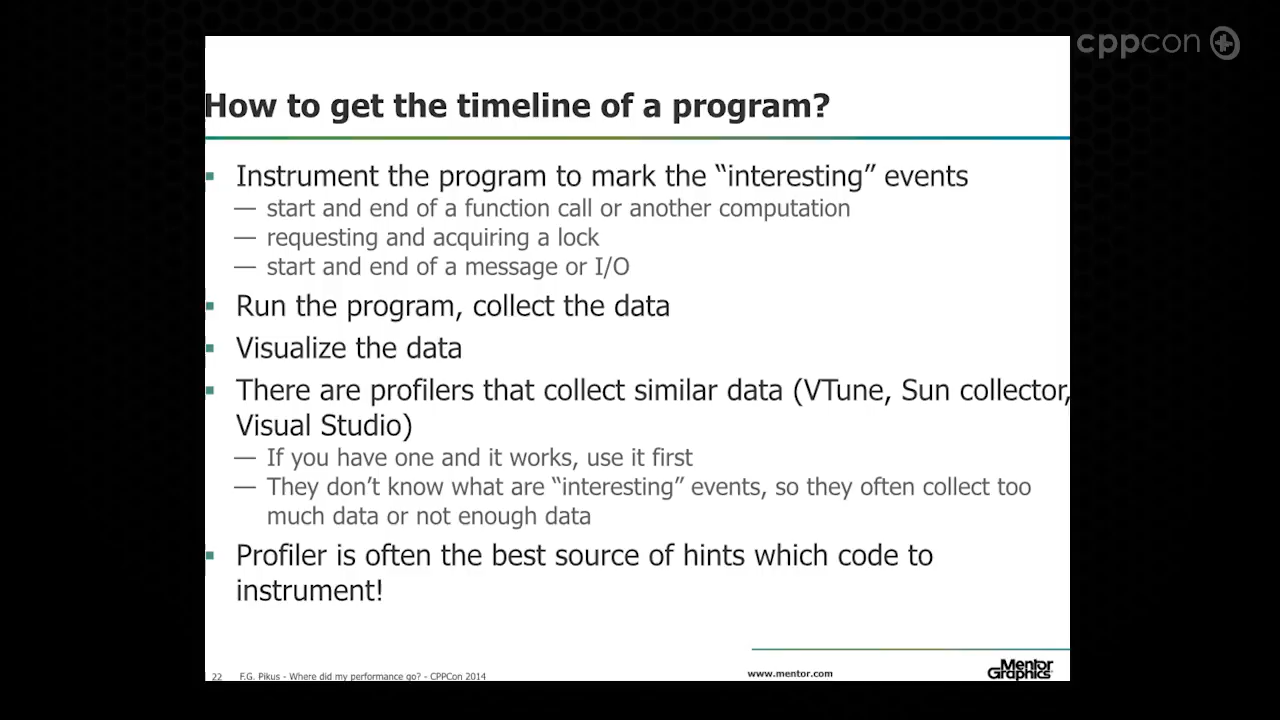 cppcon
How to get the timeline of a program?
Instrument the program to mark the “interesting” events
— start and end of a function call or another computation
— requesting and acquiring a lock
— start and end of a message or I/O
Run the program, collect the data
Visualize the data
There are profilers that collect similar data (VTune, Sun collector,
Visual Studio)
— If you have one and it works, use it first
— They don’t know what are “interesting” events, so they often collect too
much data or not enough data
Profiler is often the best source of hints which code to
instrument!
22 F.G. Pikus - Where did my performance go? - CPPCon 2014
www.mentor.com
Mentor
Graphics